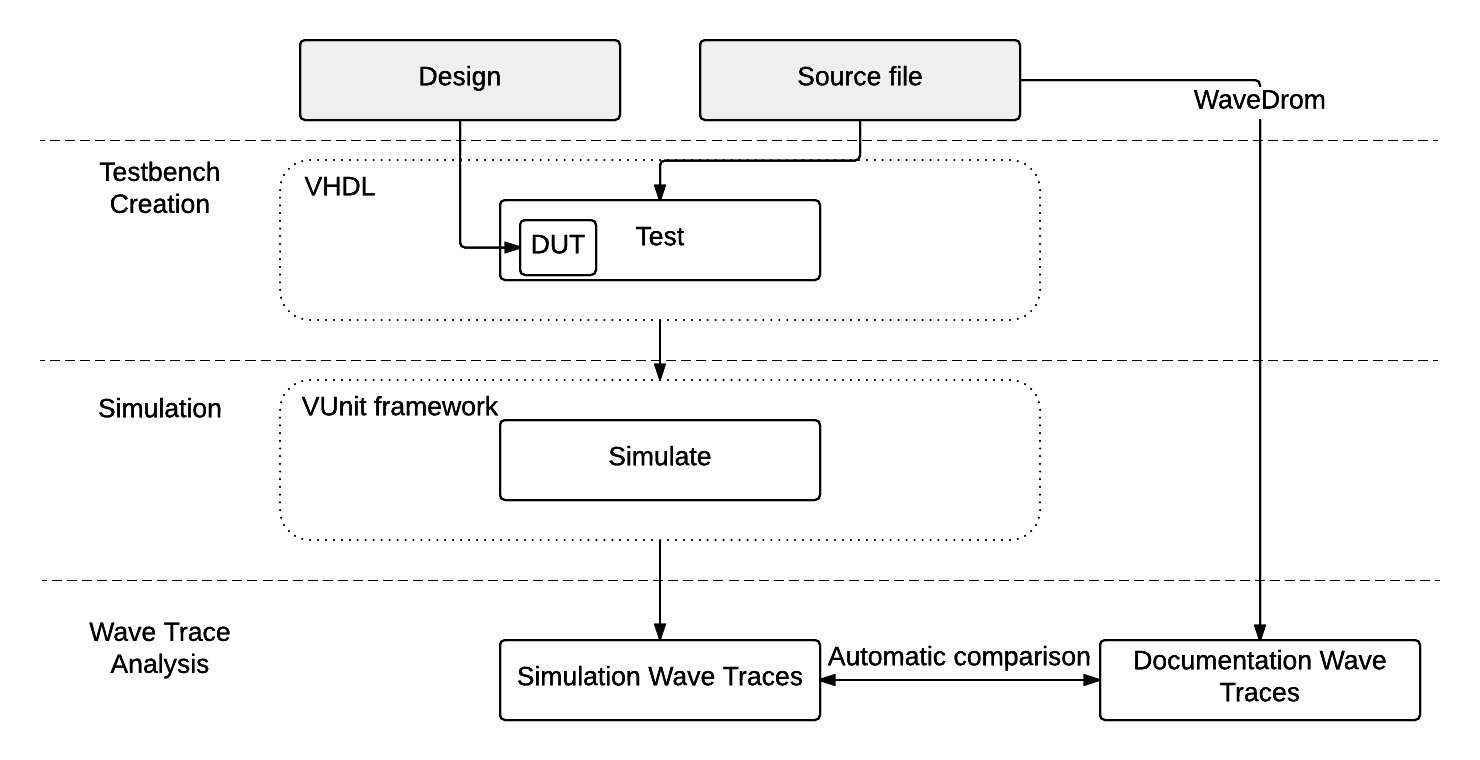 Design
Source file
WaveDrom
Testbench
Creation
VHDL
DUT
Test
Simulation
VUnit framework
Simulate
Wave Trace
Analysis
Simulation Wave Traces
Automatic comparison
Documentation Wave
Traces